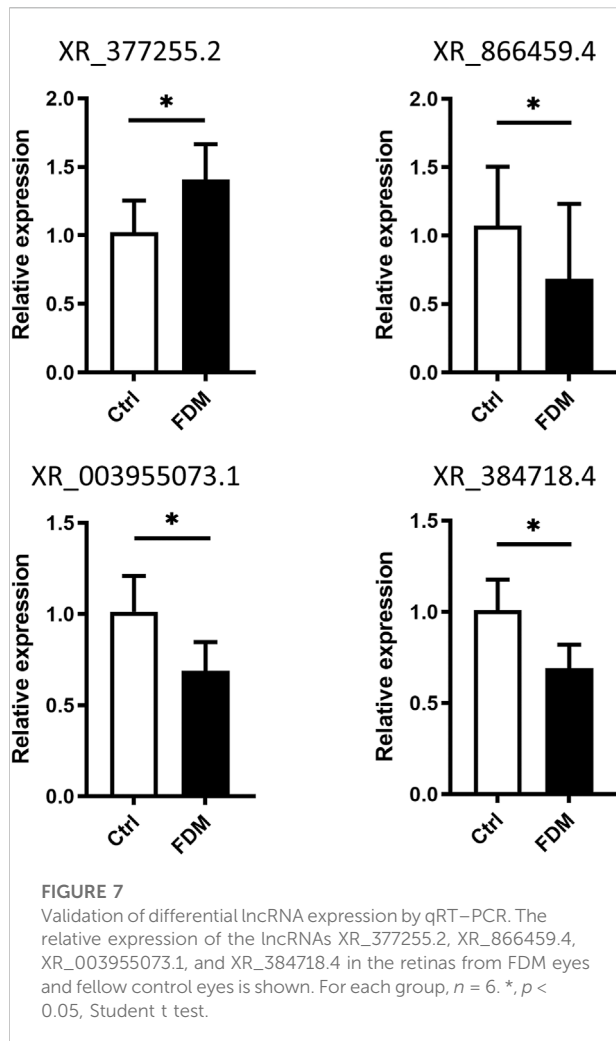 XR_377255.2
*
Relative expression
2.0
1.5
1.0
0.5
0.0
Ctrl
FDM
XR_866459.4
*
Relative expression
2.0
1.5
1.0
0.5
0.0
Ctrl
FDM
XR_003955073.1
*
Relative expression
1.5
1.0
0.5
0.0
Ctrl
FDM
XR_384718.4
*
Relative expression
1.5
1.0
0.5
0.0
Ctrl
FDM
FIGURE 7
Validation of differential lncRNA expression by qRT–PCR. The
relative expression of the lncRNAs XR_377255.2, XR_866459.4,
XR_003955073.1, and XR_384718.4 in the retinas from FDM eyes
and fellow control eyes is shown. For each group, n = 6. *, p <
0.05, Student t test.